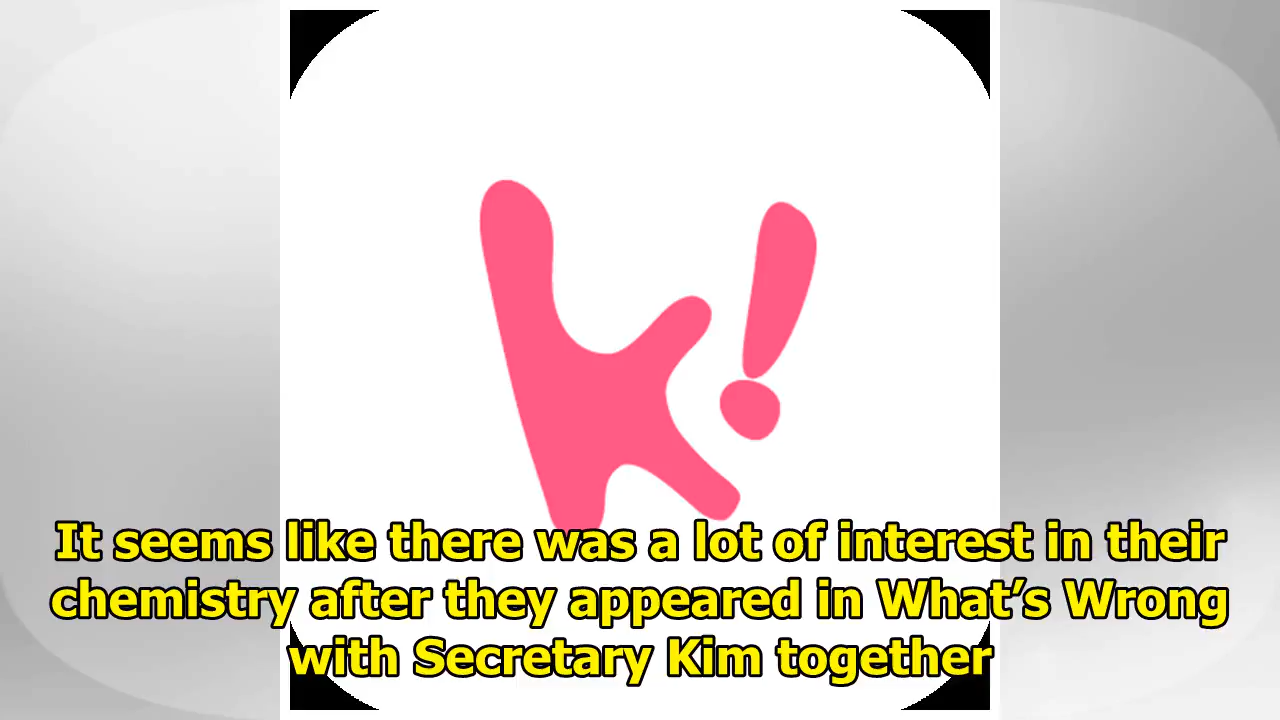 k!
It seems like there was a lot of interest in their
chemistry after they appeared in What’s Wrong
with Secretary Kim together